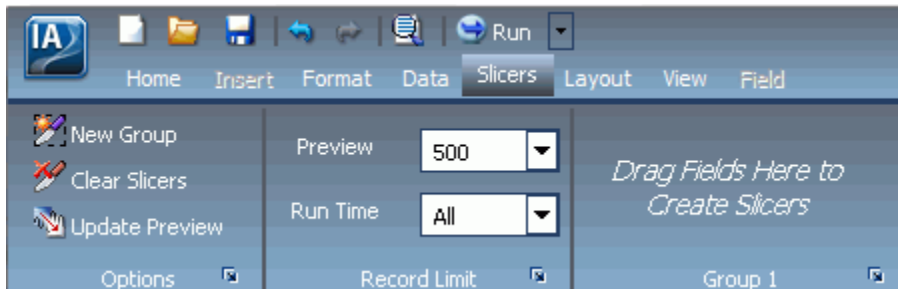 IA
Run
Home Insert Format Data Slicers Layout View Field
New Group
Clear Slicers
Update Preview
Options
Preview 500
Run Time All
Record Limit
Drag Fields Here to
Create Slicers
Group 1